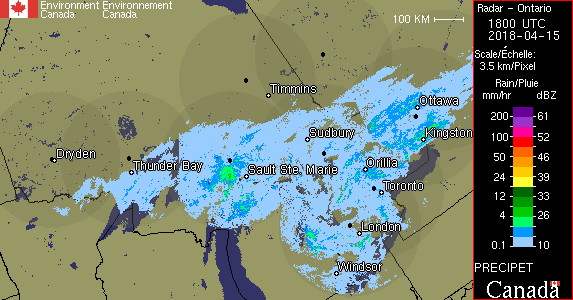 Environment Environnement
Canada Canada
100 KM
Timmins
Ottawa
Sudbury
Kingston
Dryden
Thunder Bay
Sault Ste. Marie
Orillia
Toronto
London
Windsor
Radar - Ontario
1800 UTC
2018-04-15
Scale/Échelle:
3.5 km/Pixel
Rain/Pluie
mm/hr dBZ
200 61
100 52
50 46
24 39
12 33
4 26
1 18
0.1 10
PRECIPET
Canada